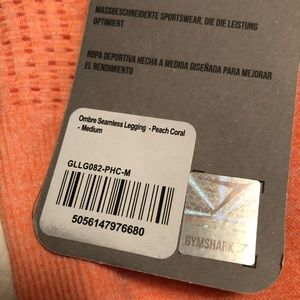 MASSGESCHNEIDERTE SPORTSWEAR, DIE DIE LEISTUNG
OPTIMIERT
ROPA DEPORTIVA HECHA A MEDIDA DISEÑADA PARA MEJORAR
EL RENDIMIENTO
Ombre Seamless Legging - Peach Coral
- Medium
GLLG082-PHC-M
5056147976680
GYMSHARK